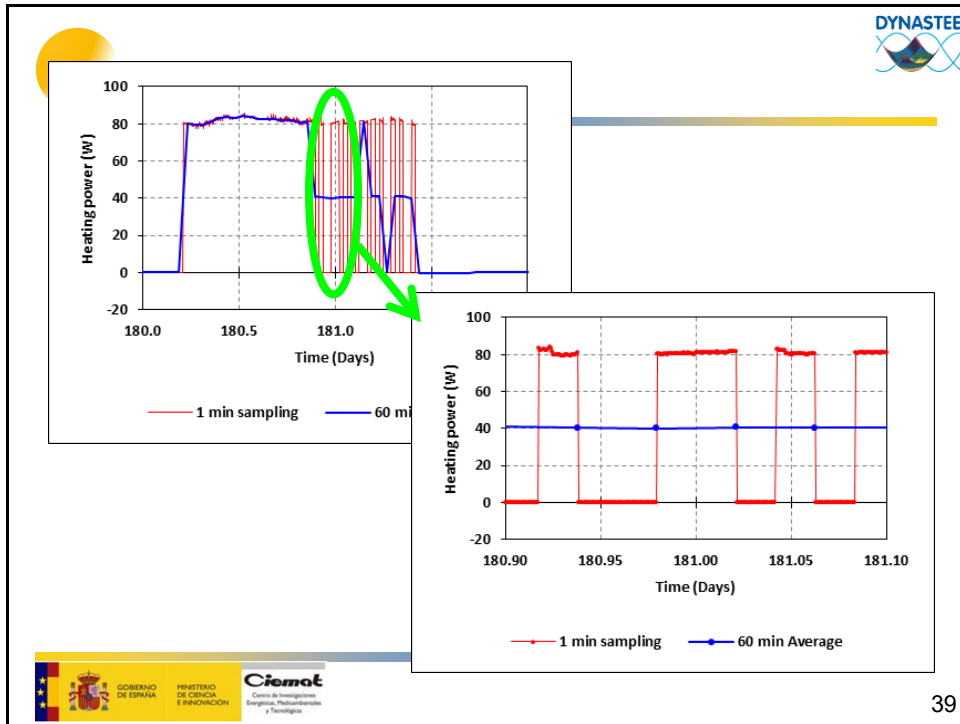 DYNASTEE
100
80
60
40
20
0
-20
Heating power (W)
180.0
180.5
181.0
Time (Days)
1 min sampling
60 mi
100
80
60
40
20
0
-20
Heating power (W)
180.90
180.95
181.00
181.05
181.10
Time (Days)
1 min sampling
60 min Average
GOBIERNO
DE ESPAÑA
MINISTERIO
DE CIENCIA
E INNOVACIÓN
Ciemat
Centro de Investigaciones
Energéticas, Medioambientales
y Tecnológicas
39